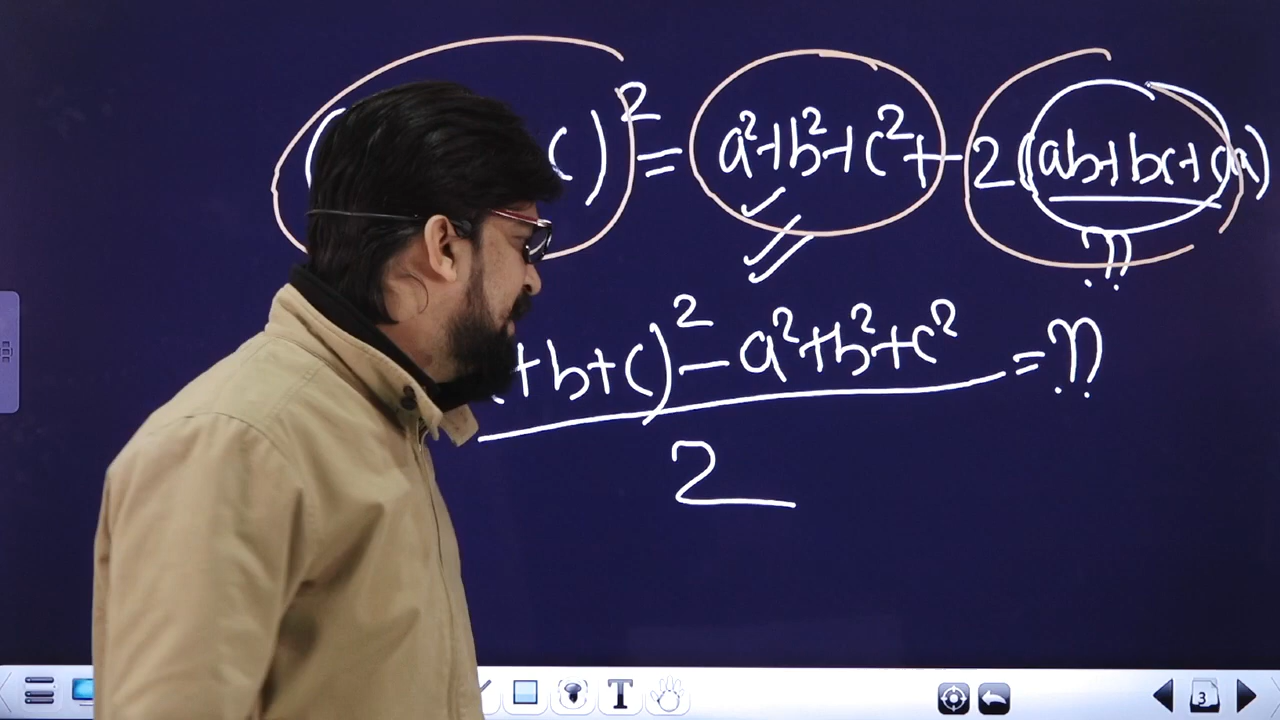 ( c)² = a²+b²+c² + 2(ab+bc+ca)
??
+b+c)² - a²+b²+c² = ??
2
T
3